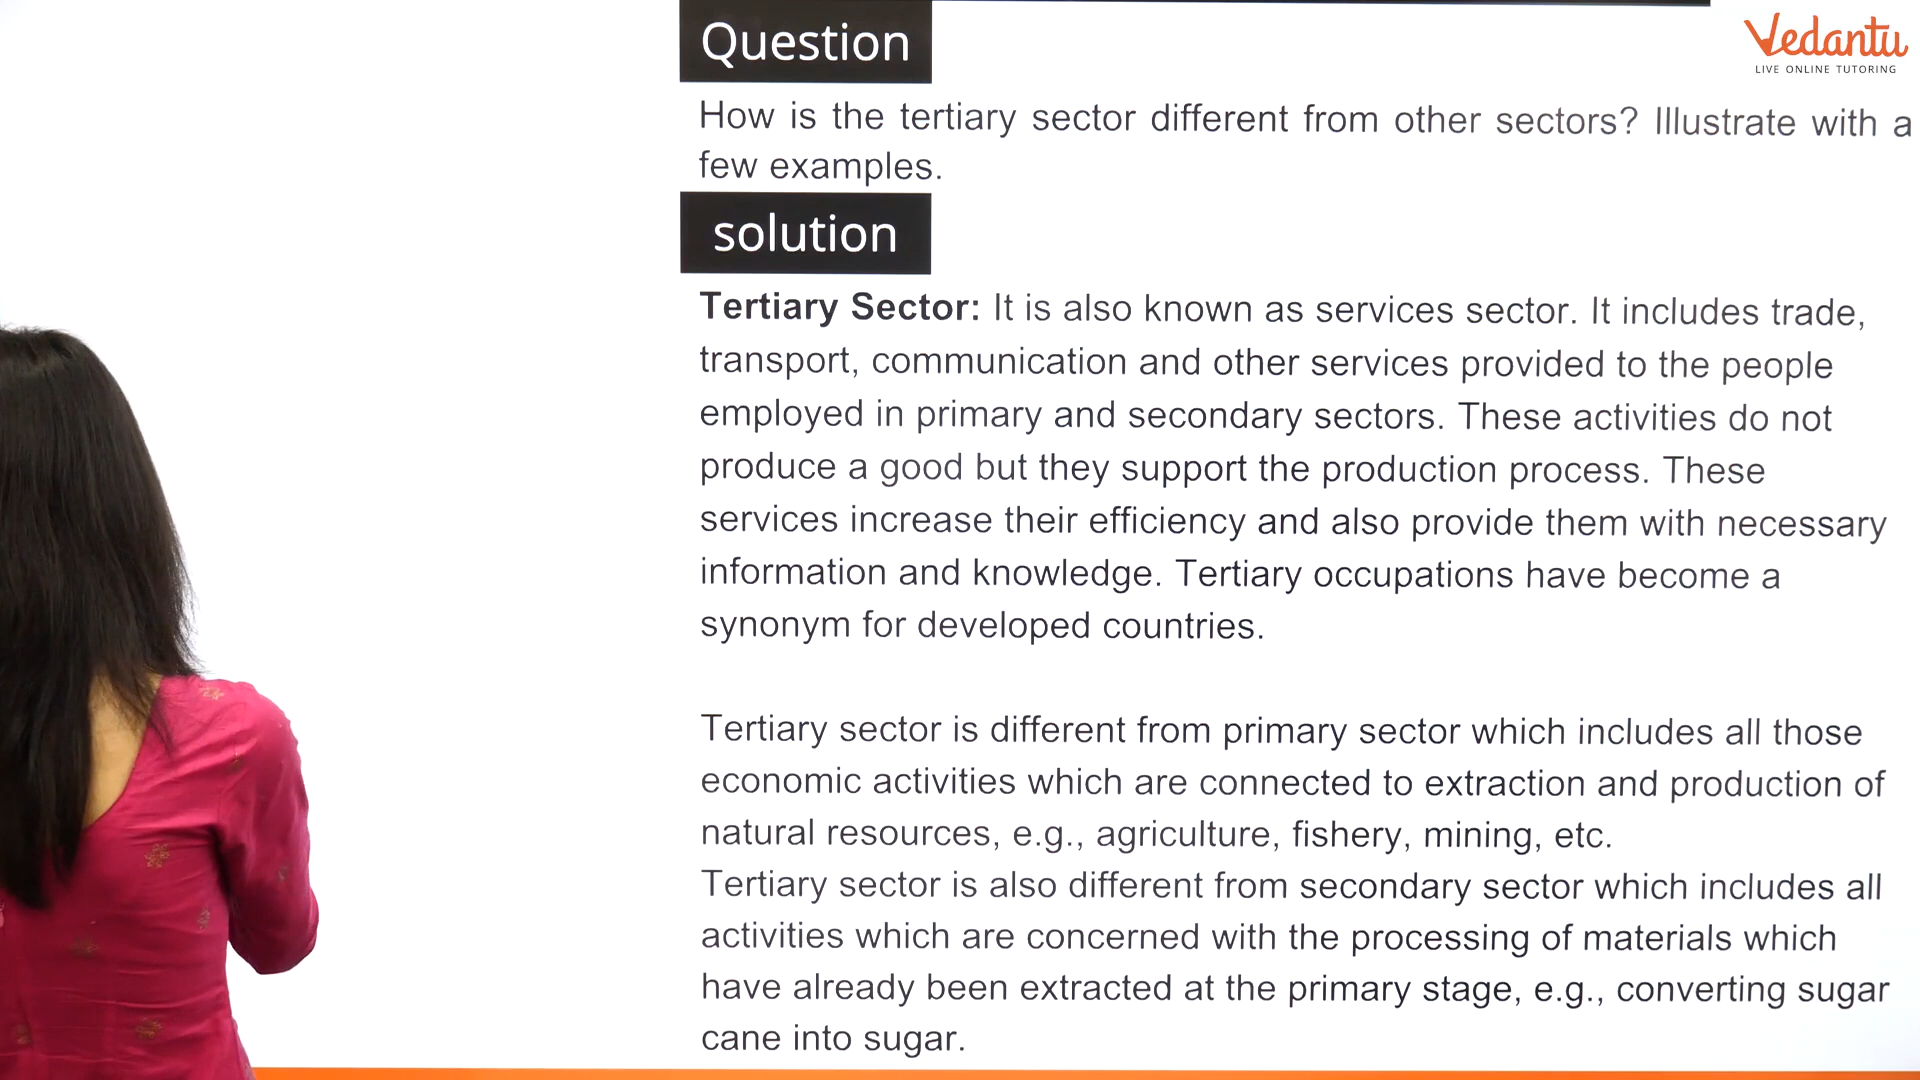 Question
Vedantu
LIVE ONLINE TUTORING
How is the tertiary sector different from other sectors? Illustrate with a
few examples.
solution
Tertiary Sector: It is also known as services sector. It includes trade,
transport, communication and other services provided to the people
employed in primary and secondary sectors. These activities do not
produce a good but they support the production process. These
services increase their efficiency and also provide them with necessary
information and knowledge. Tertiary occupations have become a
synonym for developed countries.
Tertiary sector is different from primary sector which includes all those
economic activities which are connected to extraction and production of
natural resources, e.g., agriculture, fishery, mining, etc.
Tertiary sector is also different from secondary sector which includes all
activities which are concerned with the processing of materials which
have already been extracted at the primary stage, e.g., converting sugar
cane into sugar.